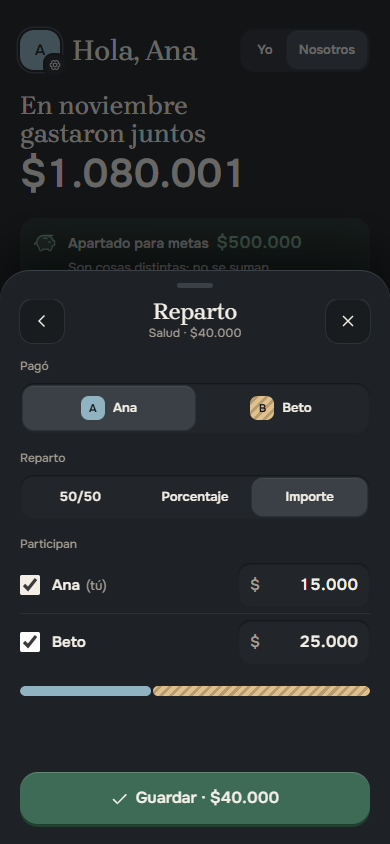 A
Hola, Ana
Yo
Nosotros
En noviembre
gastaron juntos
$1.080.001
Apartado para metas $500.000
Son cosas distintas: no se suman.
Reparto
Salud · $40.000
Pagó
A Ana
B Beto
Reparto
50/50
Porcentaje
Importe
Participan
Ana (tú)
$ 15.000
Beto
$ 25.000
Guardar · $40.000